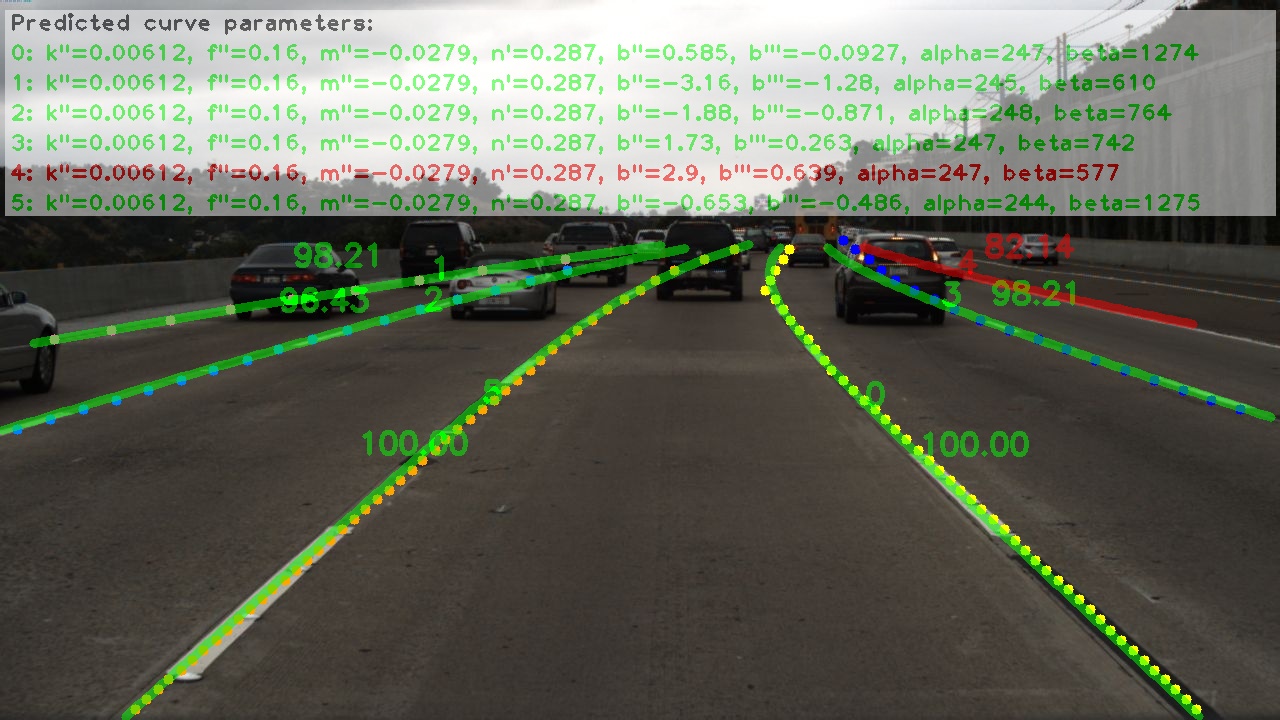 Predicted curve parameters:
0: k''=0.00612, f''=0.16, m''=-0.0279, n'=0.287, b''=0.585, b'''=-0.0927, alpha=247, beta=1274
1: k''=0.00612, f''=0.16, m''=-0.0279, n'=0.287, b''=-3.16, b'''=-1.28, alpha=245, beta=610
2: k''=0.00612, f''=0.16, m''=-0.0279, n'=0.287, b''=-1.88, b'''=-0.871, alpha=248, beta=764
3: k''=0.00612, f''=0.16, m''=-0.0279, n'=0.287, b''=1.73, b'''=0.263, alpha=247, beta=742
4: k''=0.00612, f''=0.16, m''=-0.0279, n'=0.287, b''=2.9, b'''=0.639, alpha=247, beta=577
5: k''=0.00612, f''=0.16, m''=-0.0279, n'=0.287, b''=-0.653, b'''=-0.486, alpha=244, beta=1275
98.21
82.14
1
4
96.43
2
3
98.21
5
0
100.00
100.00